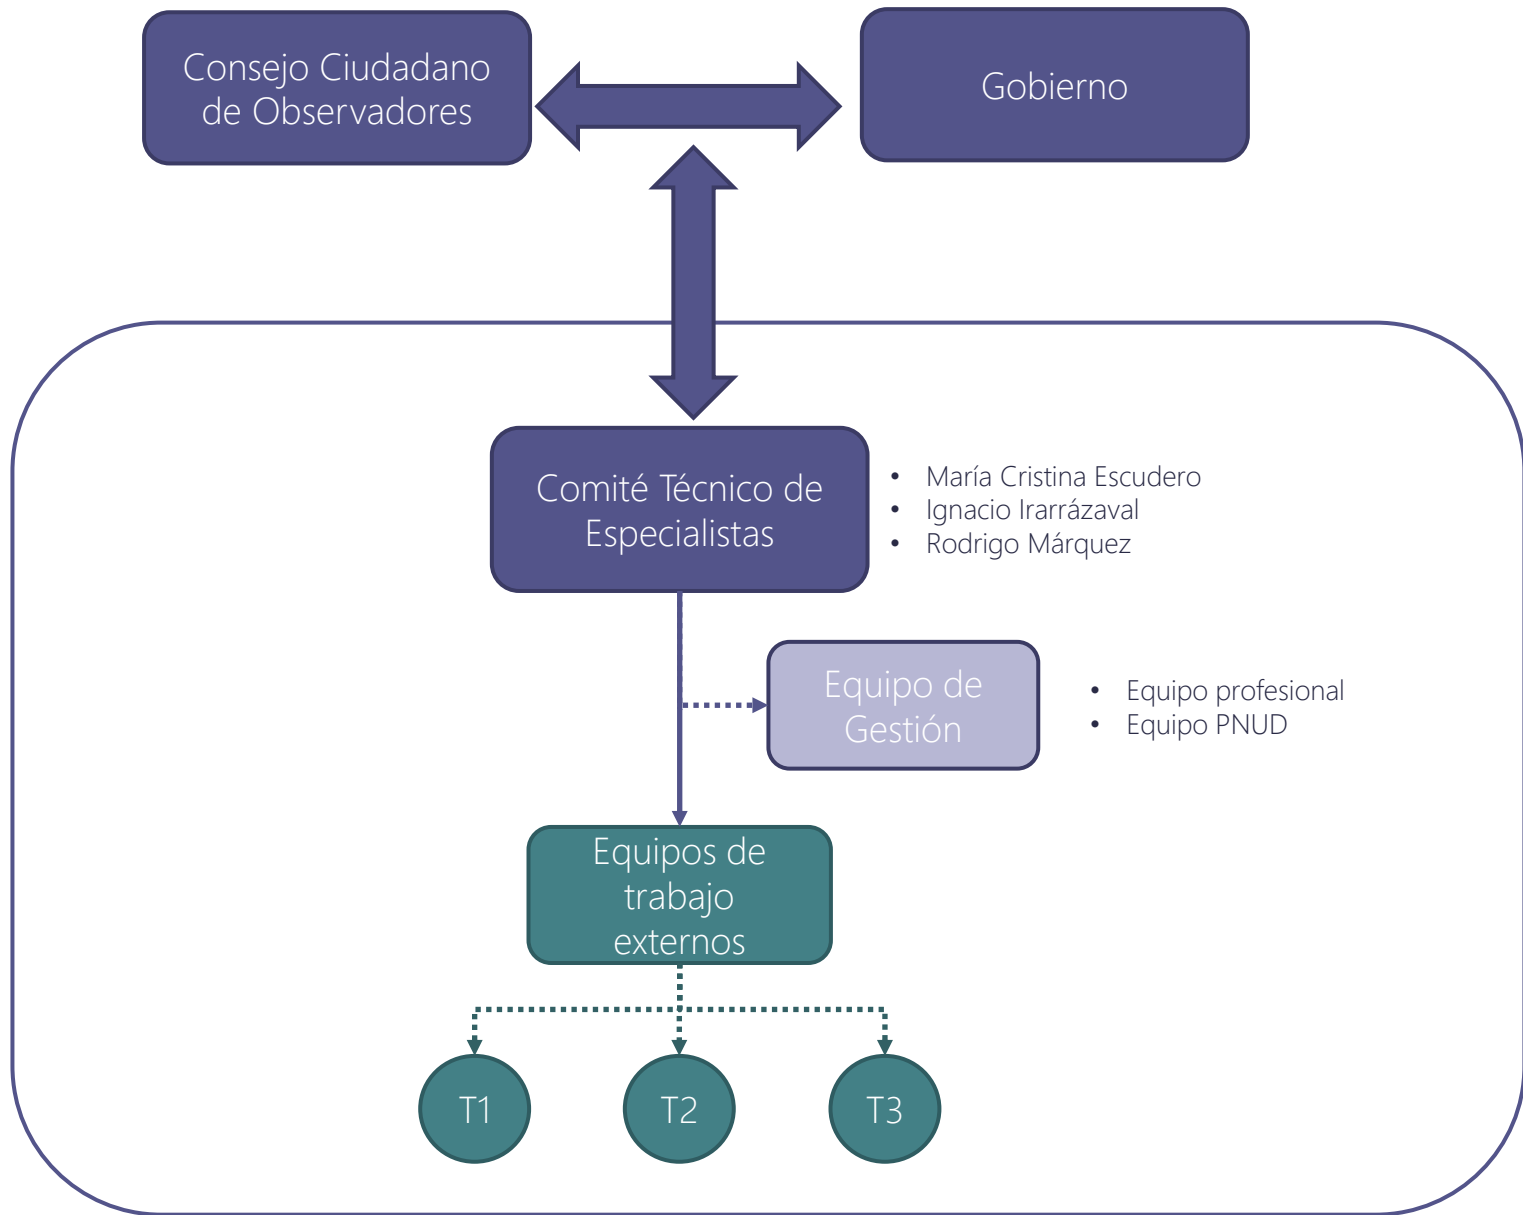 Consejo Ciudadano
de Observadores
Gobierno
Comité Técnico de
Especialistas
• María Cristina Escudero
• Ignacio Irarrázaval
• Rodrigo Márquez
Equipo de
Gestión
• Equipo profesional
• Equipo PNUD
Equipos de
trabajo
externos
T1
T2
T3